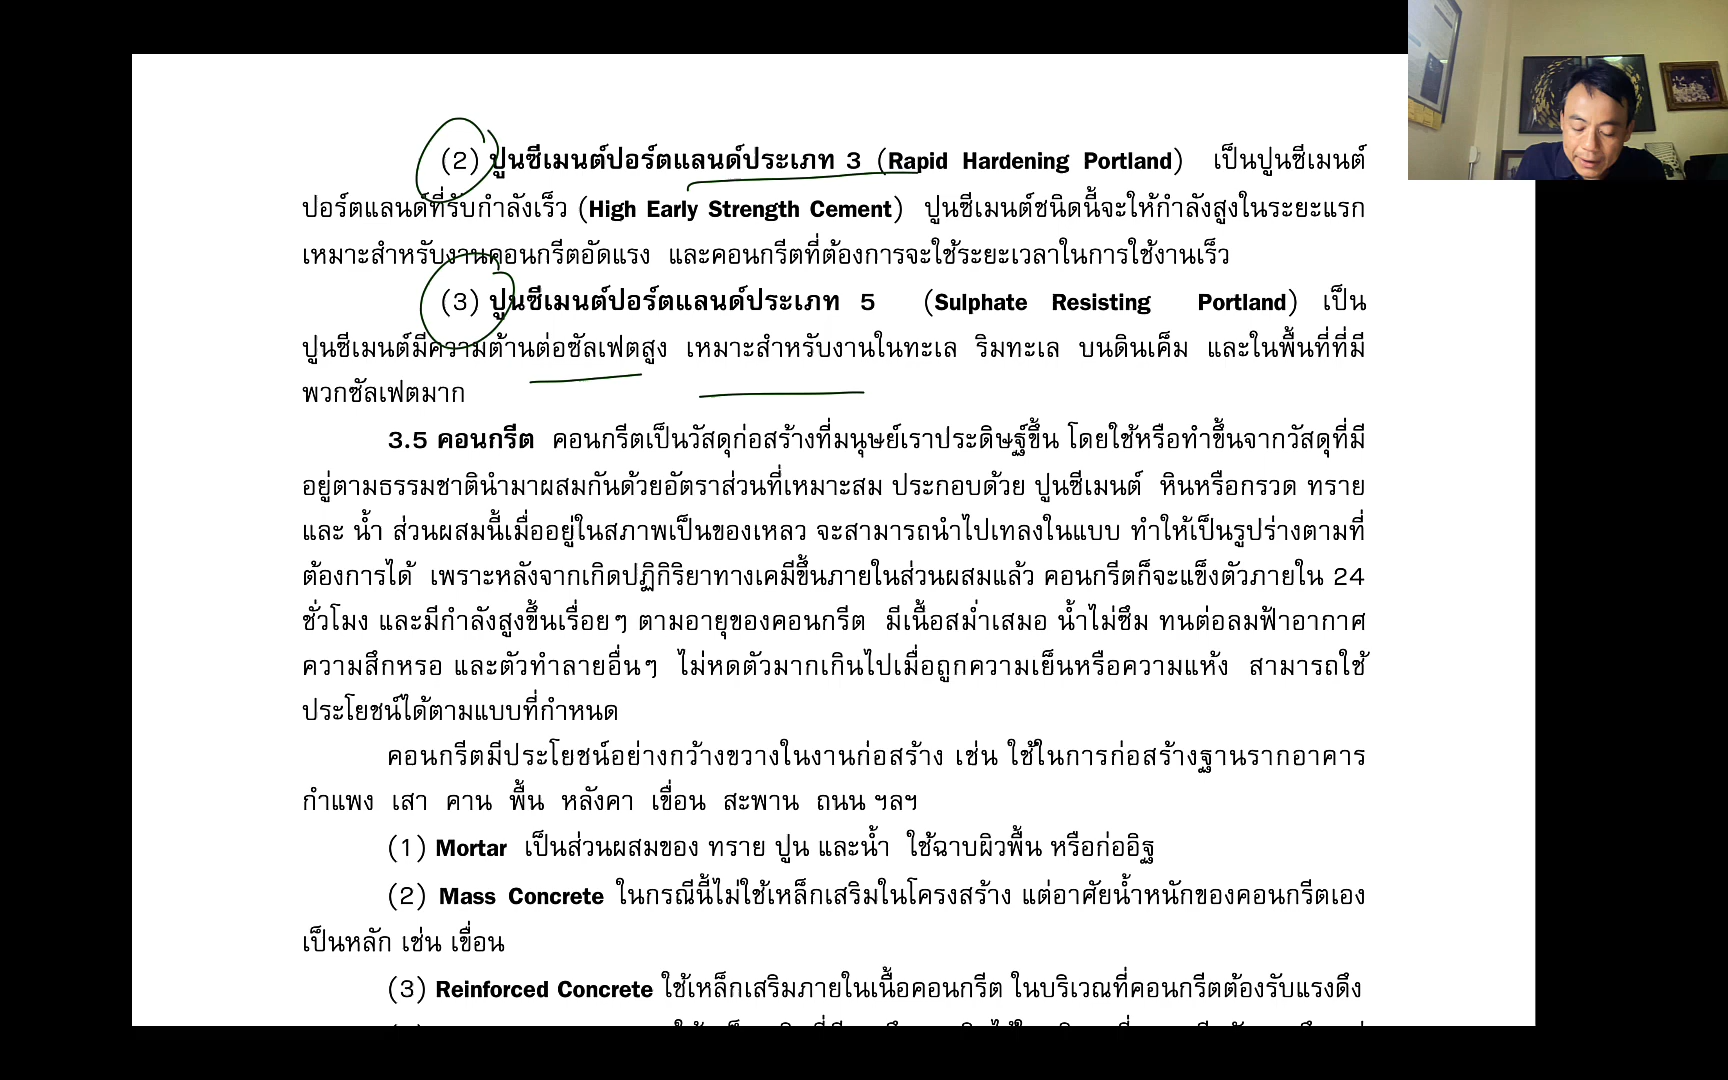 (2) ปูนซีเมนต์ปอร์ตแลนด์ประเภท 3 (Rapid Hardening Portland) เป็นปูนซีเมนต์
ปอร์ตแลนด์ที่รับกำลังเร็ว (High Early Strength Cement) ปูนซีเมนต์ชนิดนี้จะให้กำลังสูงในระยะแรก
เหมาะสำหรับงานคอนกรีตอัดแรง และคอนกรีตที่ต้องการจะใช้ระยะเวลาในการใช้งานเร็ว
(3) ปูนซีเมนต์ปอร์ตแลนด์ประเภท 5 (Sulphate Resisting Portland) เป็น
ปูนซีเมนต์มีความต้านต่อซัลเฟตสูง เหมาะสำหรับงานในทะเล ริมทะเล บนดินเค็ม และในพื้นที่ที่มี
พวกซัลเฟตมาก
3.5 คอนกรีต คอนกรีตเป็นวัสดุก่อสร้างที่มนุษย์เราประดิษฐ์ขึ้น โดยใช้หรือทำขึ้นจากวัสดุที่มี
อยู่ตามธรรมชาตินำมาผสมกันด้วยอัตราส่วนที่เหมาะสม ประกอบด้วย ปูนซีเมนต์ หินหรือกรวด ทราย
และ น้ำ ส่วนผสมนี้เมื่ออยู่ในสภาพเป็นของเหลว จะสามารถนำไปเทลงในแบบ ทำให้เป็นรูปร่างตามที่
ต้องการได้ เพราะหลังจากเกิดปฏิกิริยาทางเคมีขึ้นภายในส่วนผสมแล้ว คอนกรีตก็จะแข็งตัวภายใน 24
ชั่วโมง และมีกำลังสูงขึ้นเรื่อยๆ ตามอายุของคอนกรีต มีเนื้อสม่ำเสมอ น้ำไม่ซึม ทนต่อลมฟ้าอากาศ
ความสึกหรอ และตัวทำลายอื่นๆ ไม่หดตัวมากเกินไปเมื่อถูกความเย็นหรือความแห้ง สามารถใช้
ประโยชน์ได้ตามแบบที่กำหนด
คอนกรีตมีประโยชน์อย่างกว้างขวางในงานก่อสร้าง เช่น ใช้ในการก่อสร้างฐานรากอาคาร
กำแพง เสา คาน พื้น หลังคา เขื่อน สะพาน ถนน ฯลฯ
(1) Mortar เป็นส่วนผสมของ ทราย ปูน และน้ำ ใช้ฉาบผิวพื้น หรือก่ออิฐ
(2) Mass Concrete ในกรณีนี้ไม่ใช้เหล็กเสริมในโครงสร้าง แต่อาศัยน้ำหนักของคอนกรีตเอง
เป็นหลัก เช่น เขื่อน
(3) Reinforced Concrete ใช้เหล็กเสริมภายในเนื้อคอนกรีต ในบริเวณที่คอนกรีตต้องรับแรงดึง